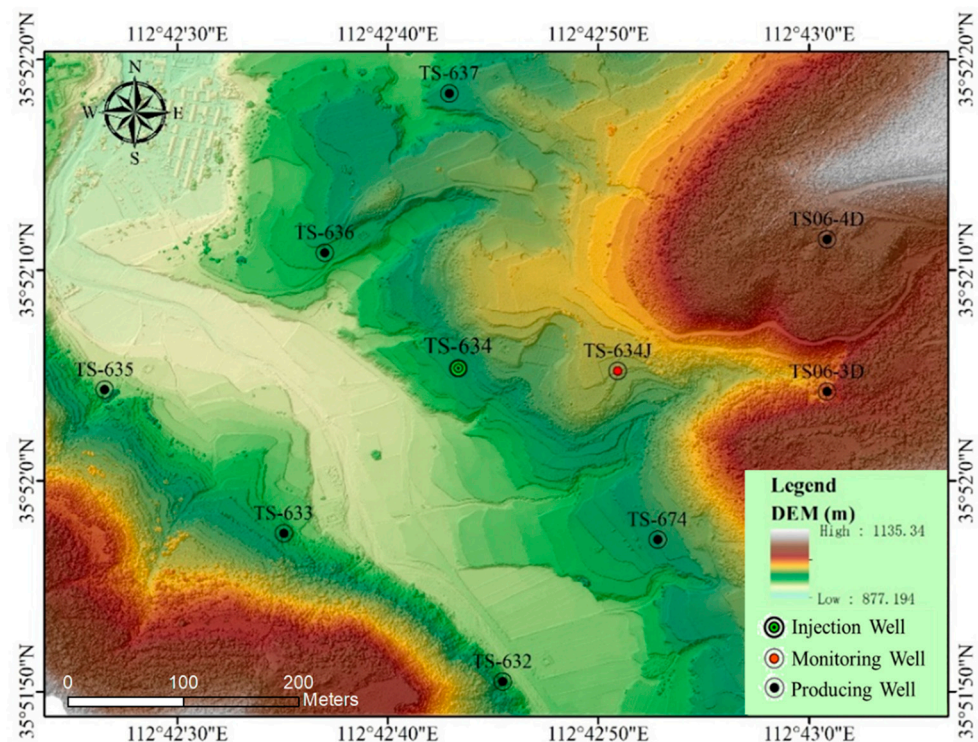 112°42'30"E 112°42'40"E 112°42'50"E 112°43'0"E
35°52'20"N 35°52'20"N
N
W E
S
TS-637
TS-636
TS06-4D
35°52'10"N 35°52'10"N
TS-634
TS-634J
TS-635
TS06-3D
35°52'0"N 35°52'0"N
TS-633
TS-674
TS-632
Legend
DEM (m)
High : 1135.34
Low : 877.194
Injection Well
Monitoring Well
Producing Well
0 100 200
Meters
35°51'50"N 35°51'50"N
112°42'30"E 112°42'40"E 112°42'50"E 112°43'0"E